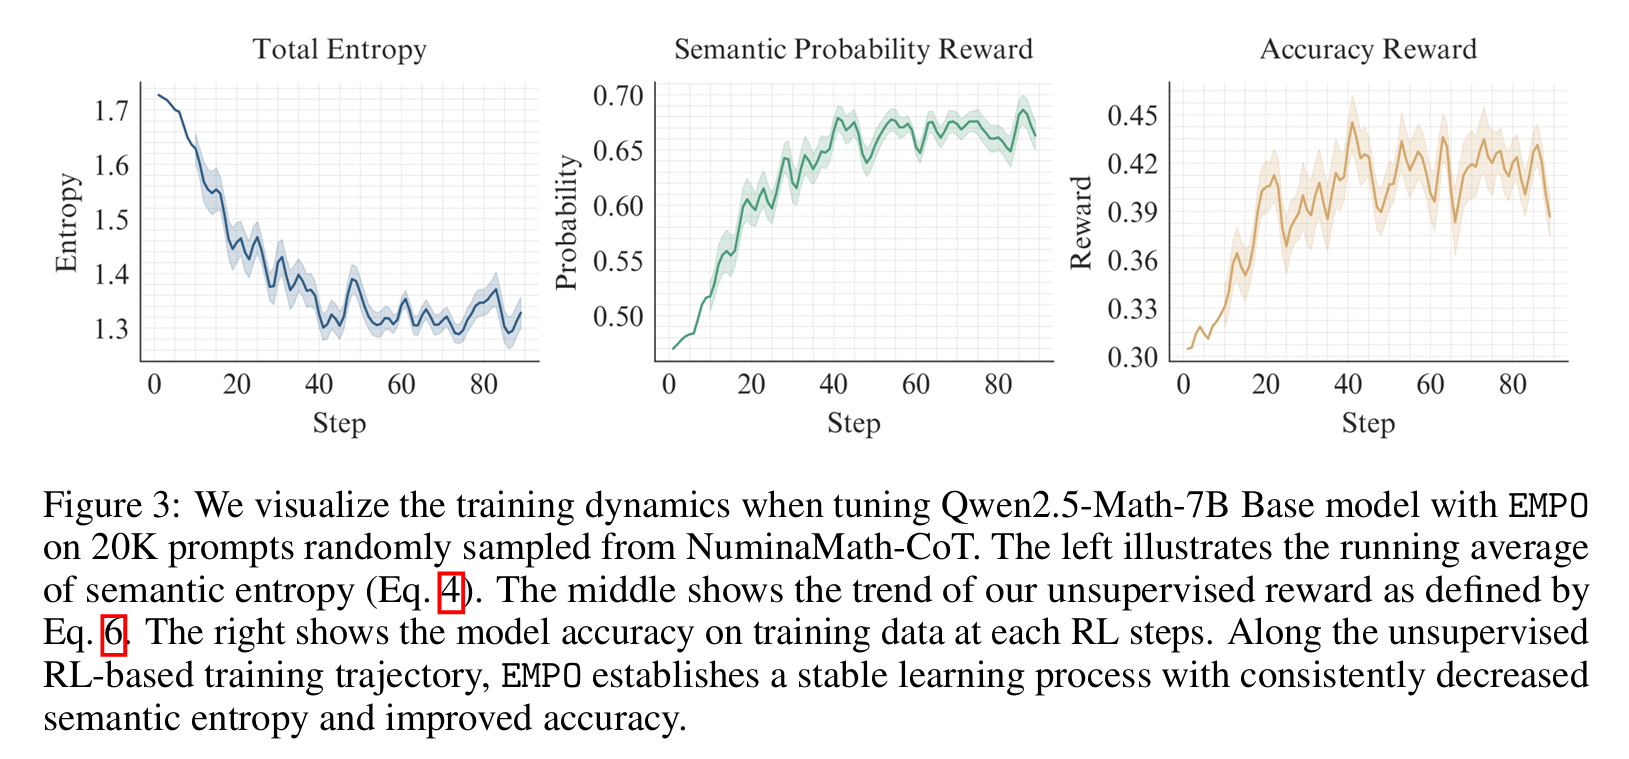 Total Entropy
Entropy
1.7
1.6
1.5
1.4
1.3
0 20 40 60 80
Step
Semantic Probability Reward
Probability
0.70
0.65
0.60
0.55
0.50
0 20 40 60 80
Step
Accuracy Reward
Reward
0.45
0.42
0.39
0.36
0.33
0.30
0 20 40 60 80
Step
Figure 3: We visualize the training dynamics when tuning Qwen2.5-Math-7B Base model with EMPO
on 20K prompts randomly sampled from NuminaMath-CoT. The left illustrates the running average
of semantic entropy (Eq. 4). The middle shows the trend of our unsupervised reward as defined by
Eq. 6. The right shows the model accuracy on training data at each RL steps. Along the unsupervised
RL-based training trajectory, EMPO establishes a stable learning process with consistently decreased
semantic entropy and improved accuracy.